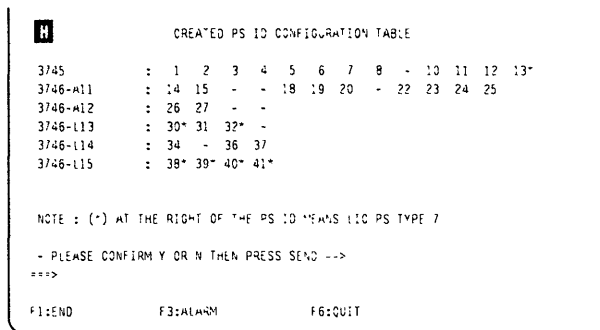 H
CREATED PS ID CONFIGURATION TABLE
3745 : 1 2 3 4 5 6 7 8 - 10 11 12 13*
3746-A11 : 14 15 - - 18 19 20 - 22 23 24 25
3746-A12 : 26 27 - -
3746-L13 : 30* 31 32* -
3746-L14 : 34 - 36 37
3746-L15 : 38* 39* 40* 41*
NOTE : (*) AT THE RIGHT OF THE PS ID MEANS LIC PS TYPE 7
- PLEASE CONFIRM Y OR N THEN PRESS SEND -->
===>
F1:END F3:ALARM F6:QUIT